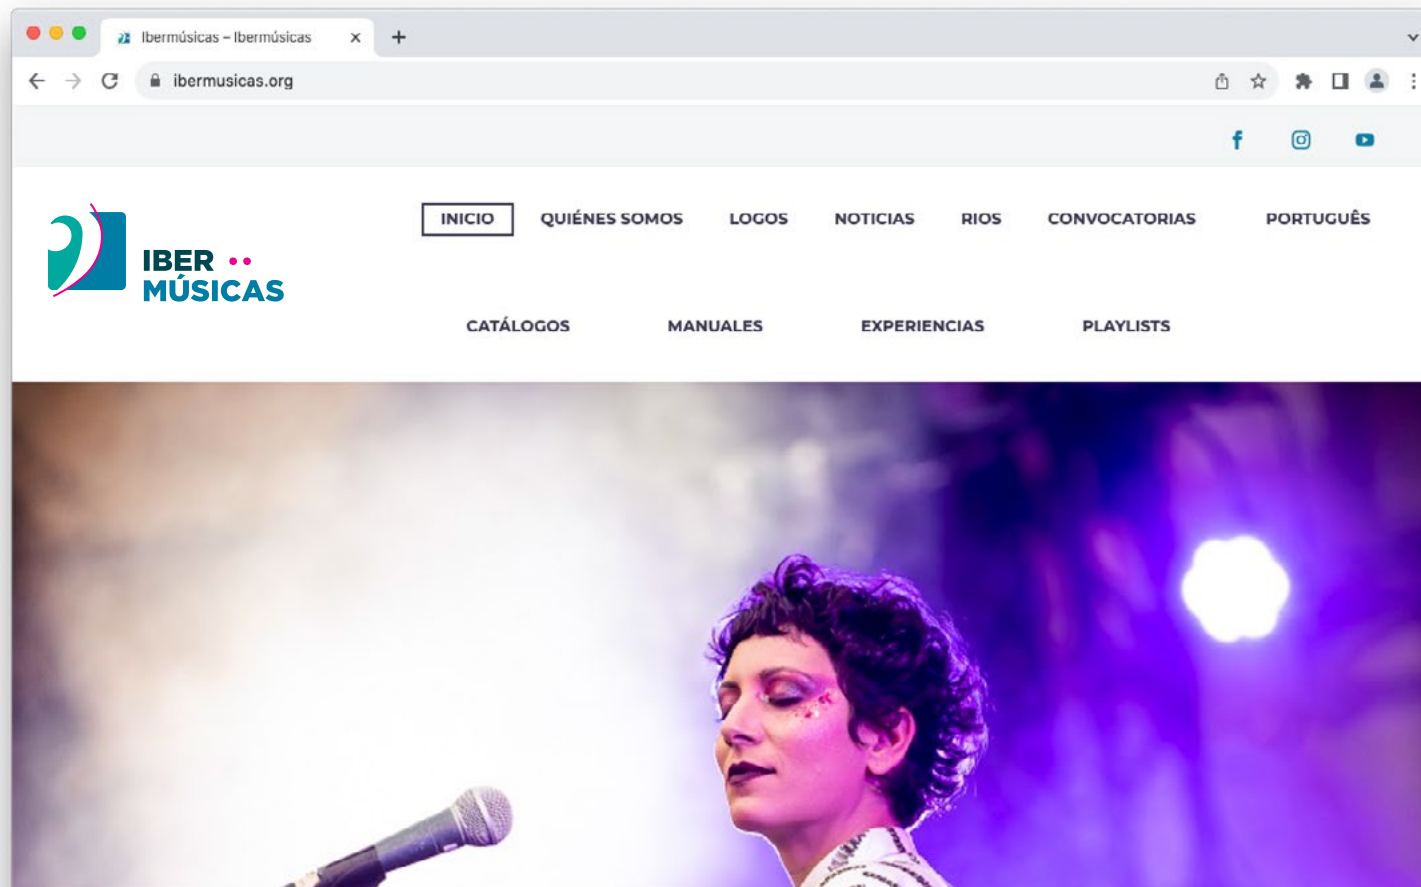 Ibermúsicas – Ibermúsicas
ibermusicas.org
IBER
MÚSICAS
INICIO QUIÉNES SOMOS LOGOS NOTICIAS RIOS CONVOCATORIAS PORTUGUÊS
CATÁLOGOS MANUALES EXPERIENCIAS PLAYLISTS